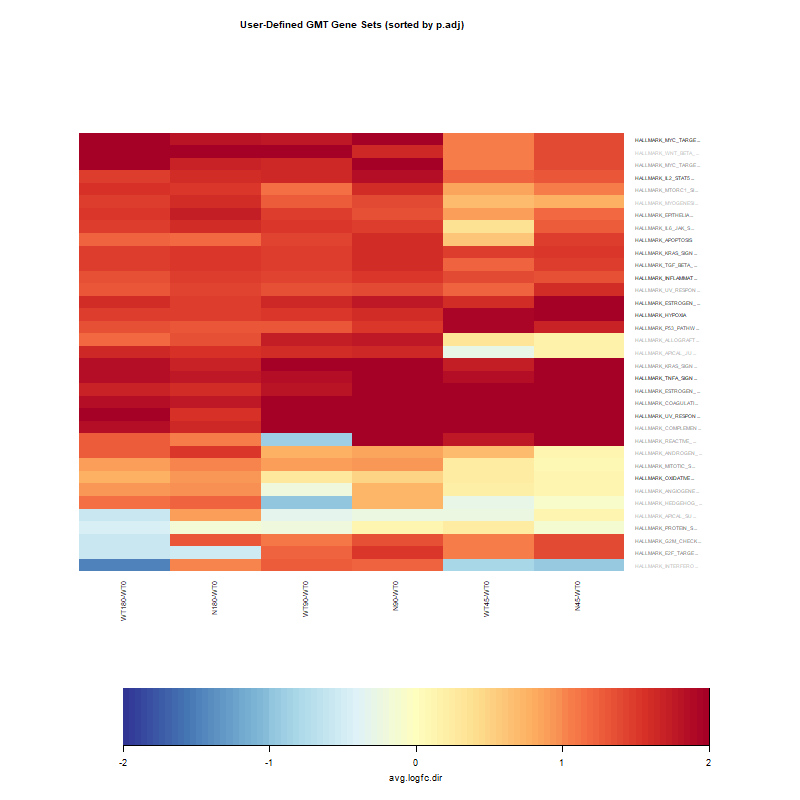 User-Defined GMT Gene Sets (sorted by p.adj)
HALLMARK_MYC_TARGE...
HALLMARK_WNT_BETA_...
HALLMARK_MYC_TARGE...
HALLMARK_IL2_STAT5...
HALLMARK_MTORC1_SI...
HALLMARK_MYOGENESI...
HALLMARK_EPITHELIA...
HALLMARK_IL6_JAK_S...
HALLMARK_APOPTOSIS
HALLMARK_KRAS_SIGN...
HALLMARK_TGF_BETA_...
HALLMARK_INFLAMMAT...
HALLMARK_UV_RESPON...
HALLMARK_ESTROGEN_...
HALLMARK_HYPOXIA
HALLMARK_P53_PATHW...
HALLMARK_ALLOGRAFT...
HALLMARK_APICAL_JU...
HALLMARK_KRAS_SIGN...
HALLMARK_TNFA_SIGN...
HALLMARK_ESTROGEN_...
HALLMARK_COAGULATI...
HALLMARK_UV_RESPON...
HALLMARK_COMPLEMEN...
HALLMARK_REACTIVE_...
HALLMARK_ANDROGEN_...
HALLMARK_MITOTIC_S...
HALLMARK_OXIDATIVE...
HALLMARK_ANGIOGENE...
HALLMARK_HEDGEHOG_...
HALLMARK_APICAL_SU...
HALLMARK_PROTEIN_S...
HALLMARK_G2M_CHECK...
HALLMARK_E2F_TARGE...
HALLMARK_INTERFERO...
WT180-WT0
N180-WT0
WT90-WT0
N90-WT0
WT45-WT0
N45-WT0
-2 -1 0 1 2
avg.logfc.dir